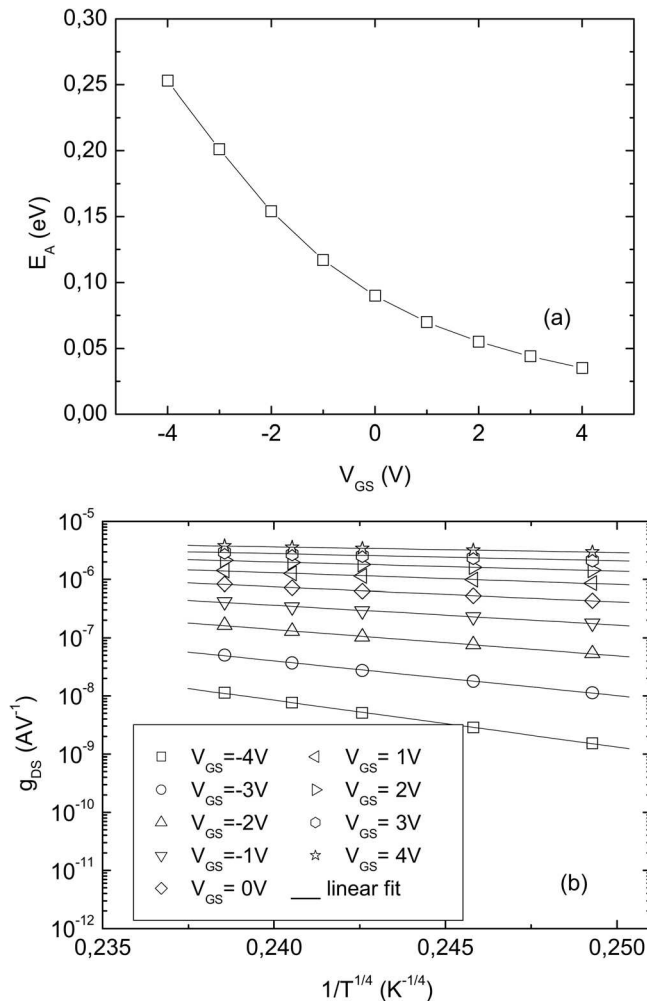 0,30
0,25
0,20
0,15
0,10
0,05
0,00
E_A (eV)
(a)
-4 -2 0 2 4
V_GS (V)
10^-5
10^-6
10^-7
10^-8
10^-9
10^-10
10^-11
10^-12
g_DS (AV^-1)
V_GS=-4V V_GS= 1V
V_GS=-3V V_GS= 2V
V_GS=-2V V_GS= 3V
V_GS=-1V V_GS= 4V
V_GS= 0V linear fit
(b)
0,235 0,240 0,245 0,250
1/T^1/4 (K^-1/4)